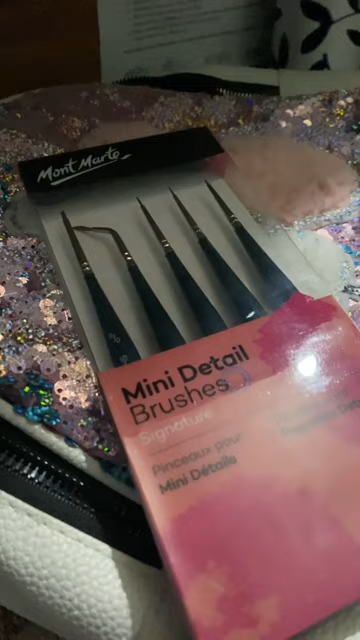 Mont Marte
Mini Detail
Brushes
Signature
Pinceaux pour
Mini Détails